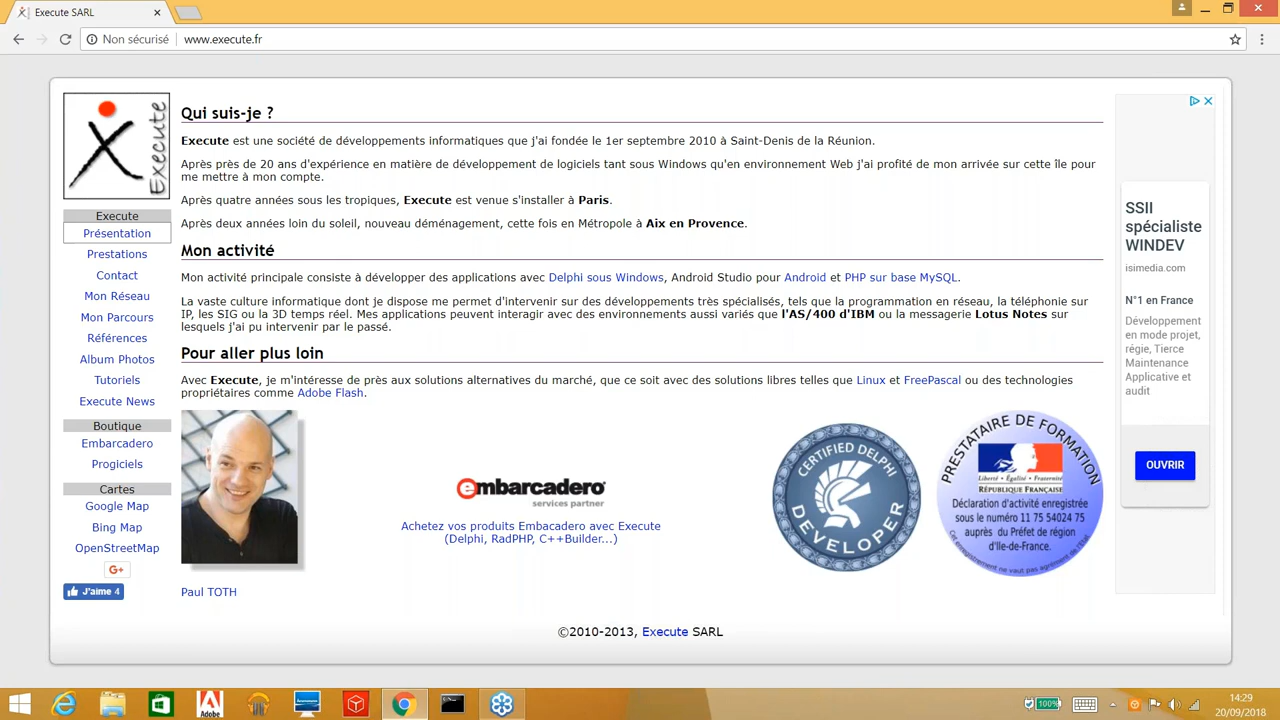 Execute SARL
Non sécurisé
www.execute.fr
Execute
Execute
Présentation
Prestations
Contact
Mon Réseau
Mon Parcours
Références
Album Photos
Tutoriels
Execute News
Boutique
Embarcadero
Progiciels
Cartes
Google Map
Bing Map
OpenStreetMap
G+
J'aime 4
Qui suis-je ?
Execute est une société de développements informatiques que j'ai fondée le 1er septembre 2010 à Saint-Denis de la Réunion.
Après près de 20 ans d'expérience en matière de développement de logiciels tant sous Windows qu'en environnement Web j'ai profité de mon arrivée sur cette île pour
me mettre à mon compte.
Après quatre années sous les tropiques, Execute est venue s'installer à Paris.
Après deux années loin du soleil, nouveau déménagement, cette fois en Métropole à Aix en Provence.
Mon activité
Mon activité principale consiste à développer des applications avec Delphi sous Windows, Android Studio pour Android et PHP sur base MySQL.
La vaste culture informatique dont je dispose me permet d'intervenir sur des développements très spécialisés, tels que la programmation en réseau, la téléphonie sur
IP, les SIG ou la 3D temps réel. Mes applications peuvent interagir avec des environnements aussi variés que l'AS/400 d'IBM ou la messagerie Lotus Notes sur
lesquels j'ai pu intervenir par le passé.
Pour aller plus loin
Avec Execute, je m'intéresse de près aux solutions alternatives du marché, que ce soit avec des solutions libres telles que Linux et FreePascal ou des technologies
propriétaires comme Adobe Flash.
embarcadero
services partner
Achetez vos produits Embacadero avec Execute
(Delphi, RadPHP, C++Builder...)
CERTIFIED DELPHI
DEVELOPER
PRESTATAIRE DE FORMATION
Liberté • Égalité • Fraternité
RÉPUBLIQUE FRANÇAISE
Déclaration d'activité enregistrée
sous le numéro 11 75 54024 75
auprès du Préfet de région
d'Ile-de-France.
Cet enregistrement ne vaut pas agrément de l'Etat
Paul TOTH
©2010-2013, Execute SARL
SSII
spécialiste
WINDEV
isimedia.com
N°1 en France
Développement
en mode projet,
régie, Tierce
Maintenance
Applicative et
audit
OUVRIR
Adobe
100%
14:29
20/09/2018